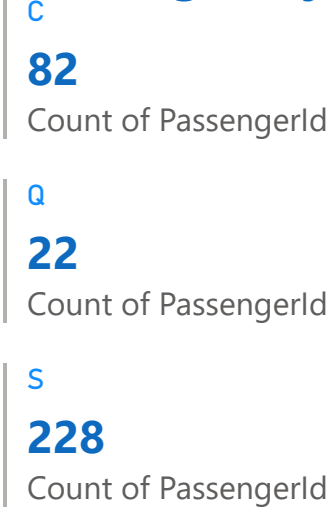 C
82
Count of PassengerId
Q
22
Count of PassengerId
S
228
Count of PassengerId